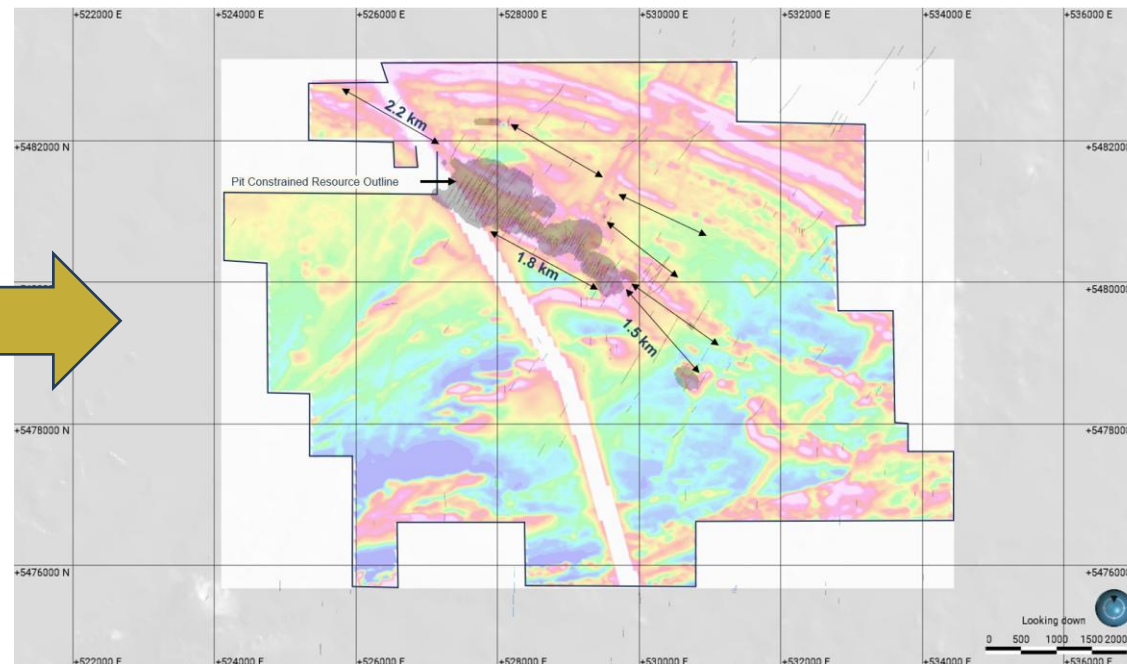 +522000 E
+524000 E
+526000 E
+528000 E
+530000 E
+532000 E
+534000 E
+536000 E
2.2 km
+5482000 N
+548200
Pit Constrained Resource Outline
1.8 km
+548000
1.5 km
+5478000 N
+547800
+5476000 N
+547600
Looking down
0 500 1000 1500 2000
+522000 E
+524000 E
+526000 E
+528000 E
+530000 E
+532000 E
+534000 E
+536000 E